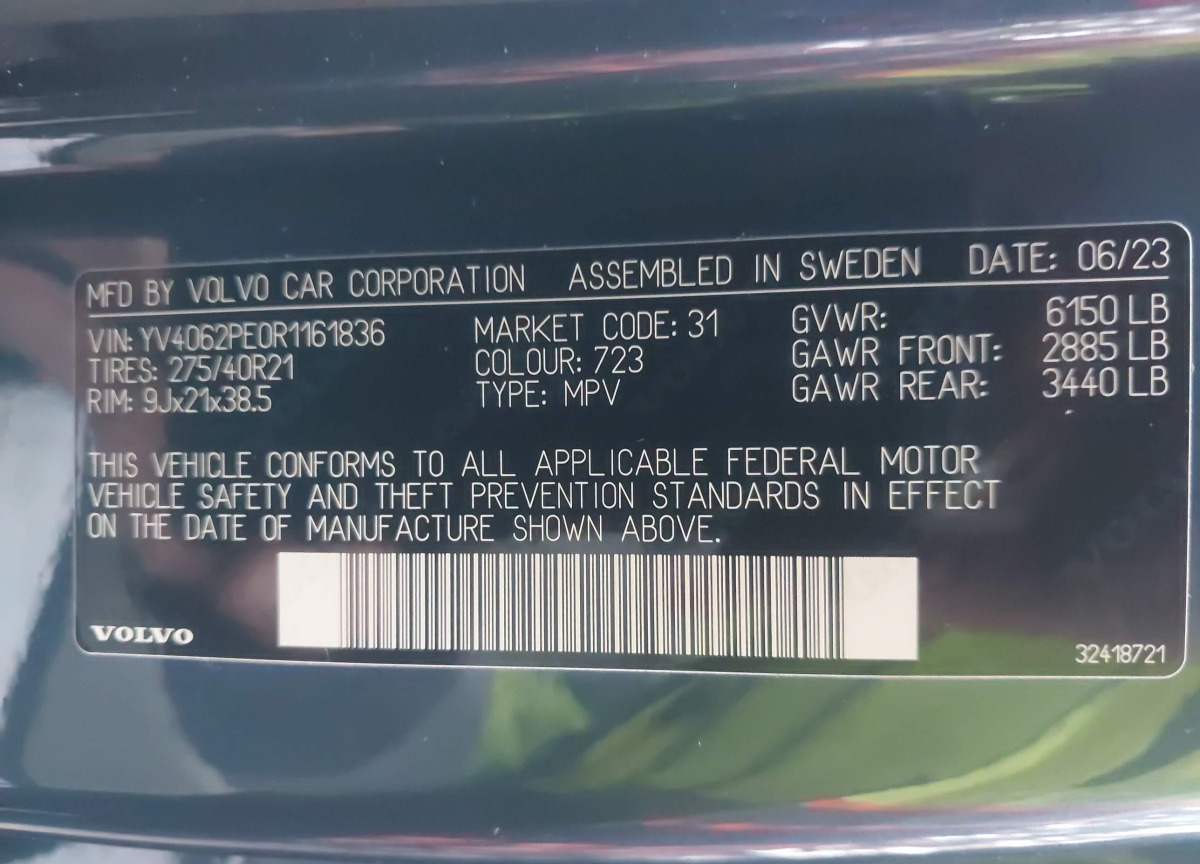 MFD BY VOLVO CAR CORPORATION ASSEMBLED IN SWEDEN DATE: 06/23
VIN: YV4062PE0R1161836 MARKET CODE: 31 GVWR: 6150 LB
TIRES: 275/40R21 COLOUR: 723 GAWR FRONT: 2885 LB
RIM: 9Jx21x38.5 TYPE: MPV GAWR REAR: 3440 LB
THIS VEHICLE CONFORMS TO ALL APPLICABLE FEDERAL MOTOR
VEHICLE SAFETY AND THEFT PREVENTION STANDARDS IN EFFECT
ON THE DATE OF MANUFACTURE SHOWN ABOVE.
VOLVO 32418721